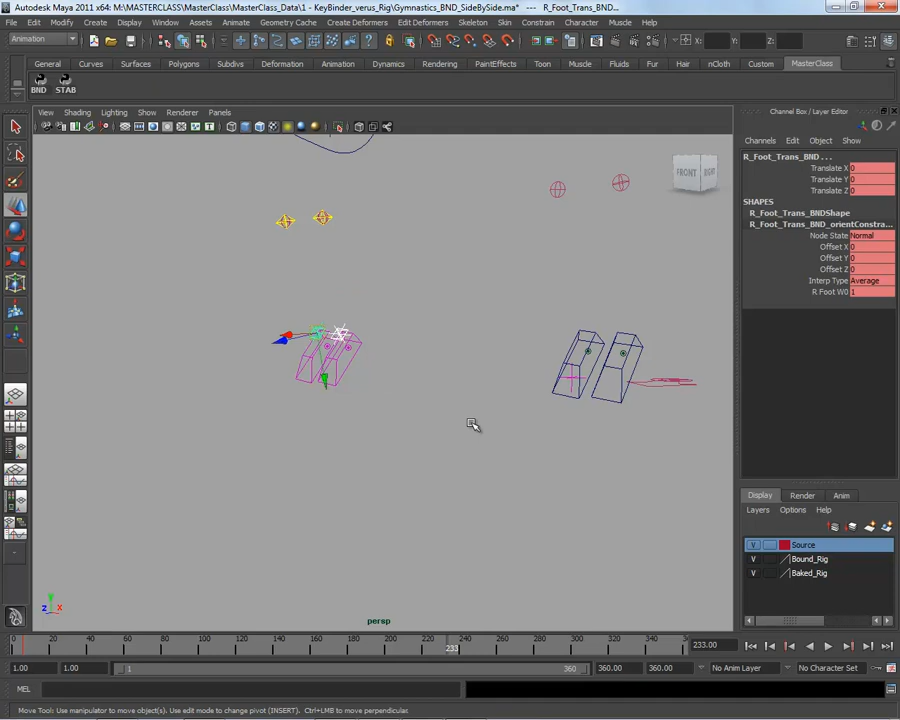 Autodesk Maya 2011 x64: M:\MASTERCLASS\MasterClass\MasterClass_Data\1 - KeyBinder_verus_Rig\Gymnastics_BND_SideBySide.ma* --- R_Foot_Trans_BND...
File Edit Modify Create Display Window Assets Animate Geometry Cache Create Deformers Edit Deformers Skeleton Skin Constrain Character Muscle Help
Animation X: Y: Z:
General Curves Surfaces Polygons Subdivs Deformation Animation Dynamics Rendering PaintEffects Toon Muscle Fluids Fur Hair nCloth Custom MasterClass
BND STAB
View Shading Lighting Show Renderer Panels
Channel Box / Layer Editor
Channels Edit Object Show
R_Foot_Trans_BND ...
Translate X 0
Translate Y 0
Translate Z 0
SHAPES
R_Foot_Trans_BNDShape
R_Foot_Trans_BND_orientConstra...
Node State Normal
Offset X 0
Offset Y 0
Offset Z 0
Interp Type Average
R Foot W0 1
FRONT RIGHT
Display Render Anim
Layers Options Help
V Source
V Bound_Rig
V Baked_Rig
Z X
persp
0 20 40 60 80 100 120 140 160 180 200 220 233 240 260 280 300 320 340 36 233.00
1.00 1.00 1 360 360.00 360.00 No Anim Layer No Character Set
MEL
Move Tool: Use manipulator to move object(s). Use edit mode to change pivot (INSERT). Ctrl+LMB to move perpendicular.